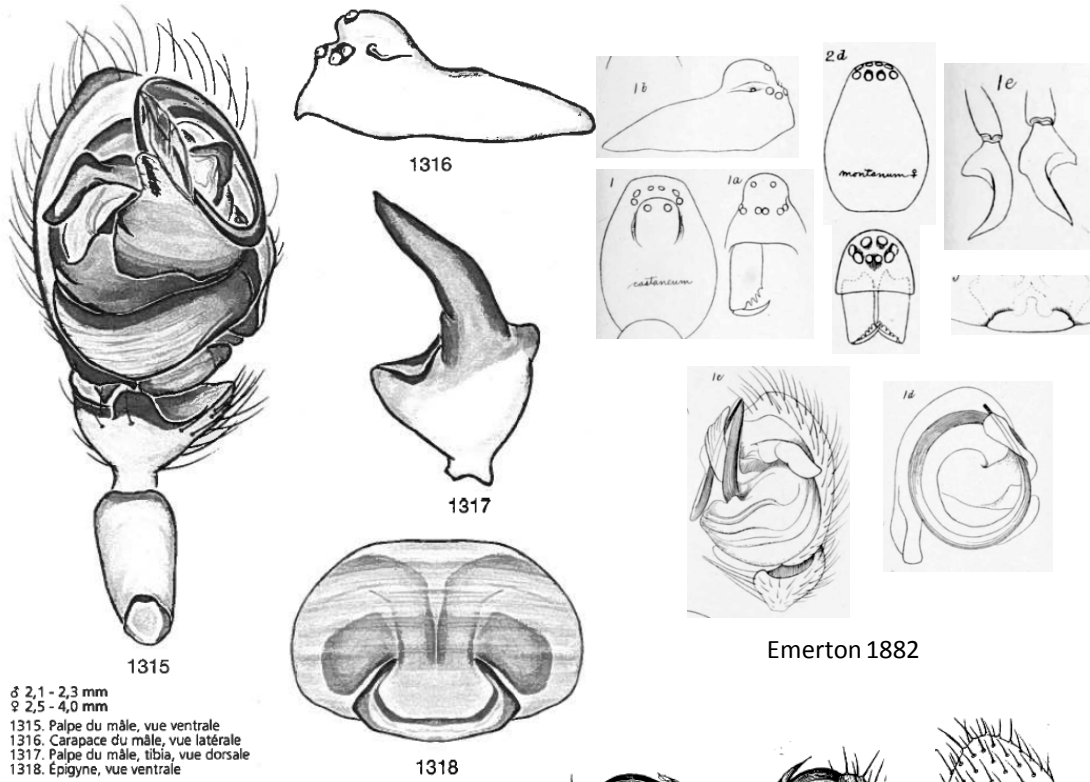 1316
1317
1315
♂ 2,1 - 2,3 mm
♀ 2,5 - 4,0 mm
1315. Palpe du mâle, vue ventrale
1316. Carapace du mâle, vue latérale
1317. Palpe du mâle, tibia, vue dorsale
1318. Épigyne, vue ventrale
1318
1b
2d
montanum ♀
1e
1
castaneum
1a
1c
1d
Emerton 1882